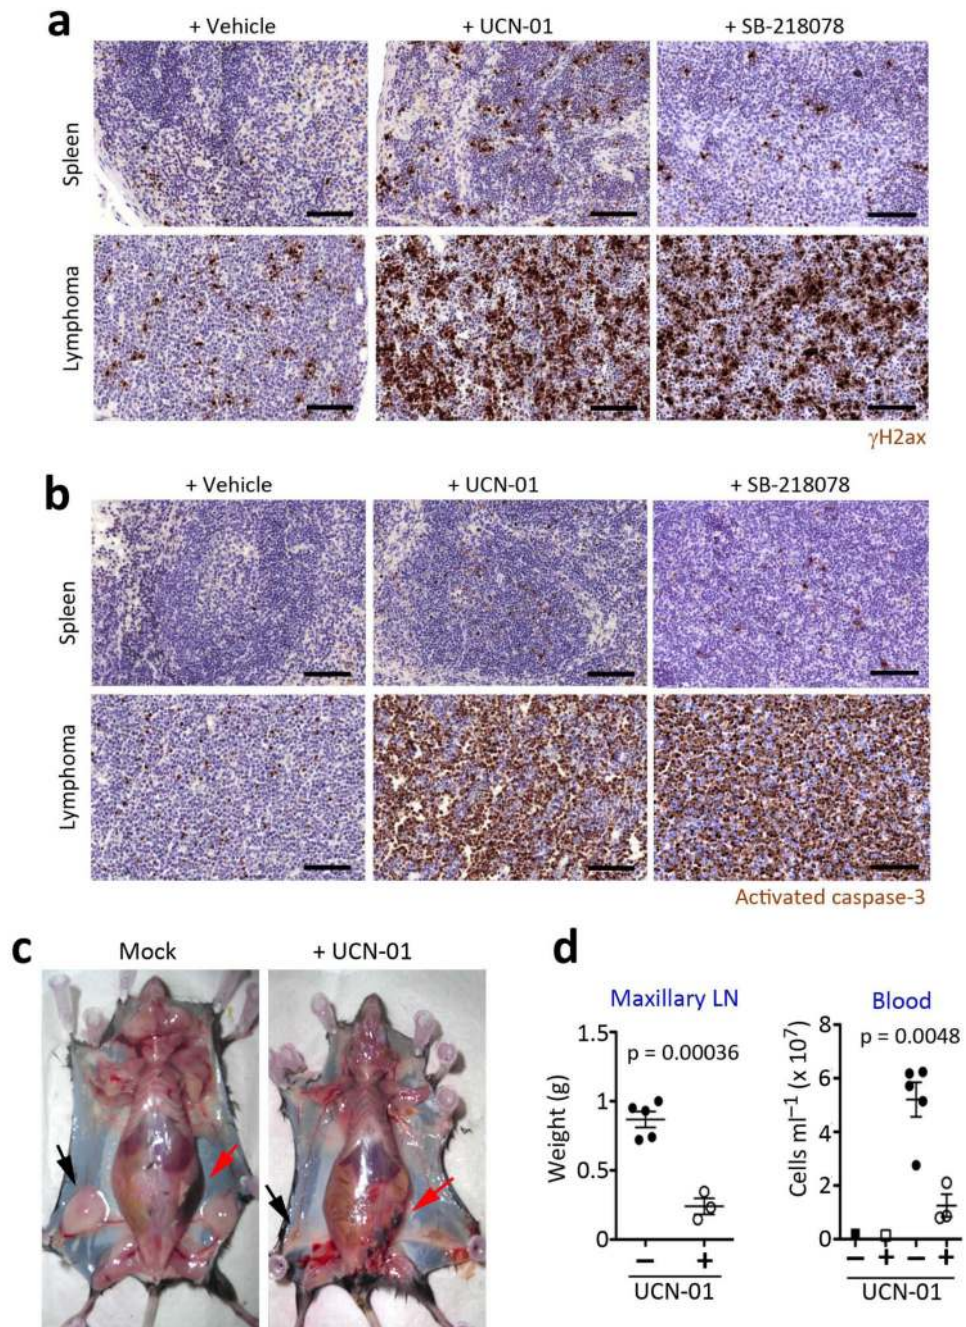 a
+ Vehicle + UCN-01 + SB-218078
Spleen
Lymphoma
γH2ax
b
+ Vehicle + UCN-01 + SB-218078
Spleen
Lymphoma
Activated caspase-3
c
Mock + UCN-01
d
Maxillary LN
p = 0.00036
Weight (g)
1.5
1
0.5
0
− +
UCN-01
Blood
p = 0.0048
Cells ml⁻¹ (x 10⁷)
8
6
4
2
0
− + − +
UCN-01